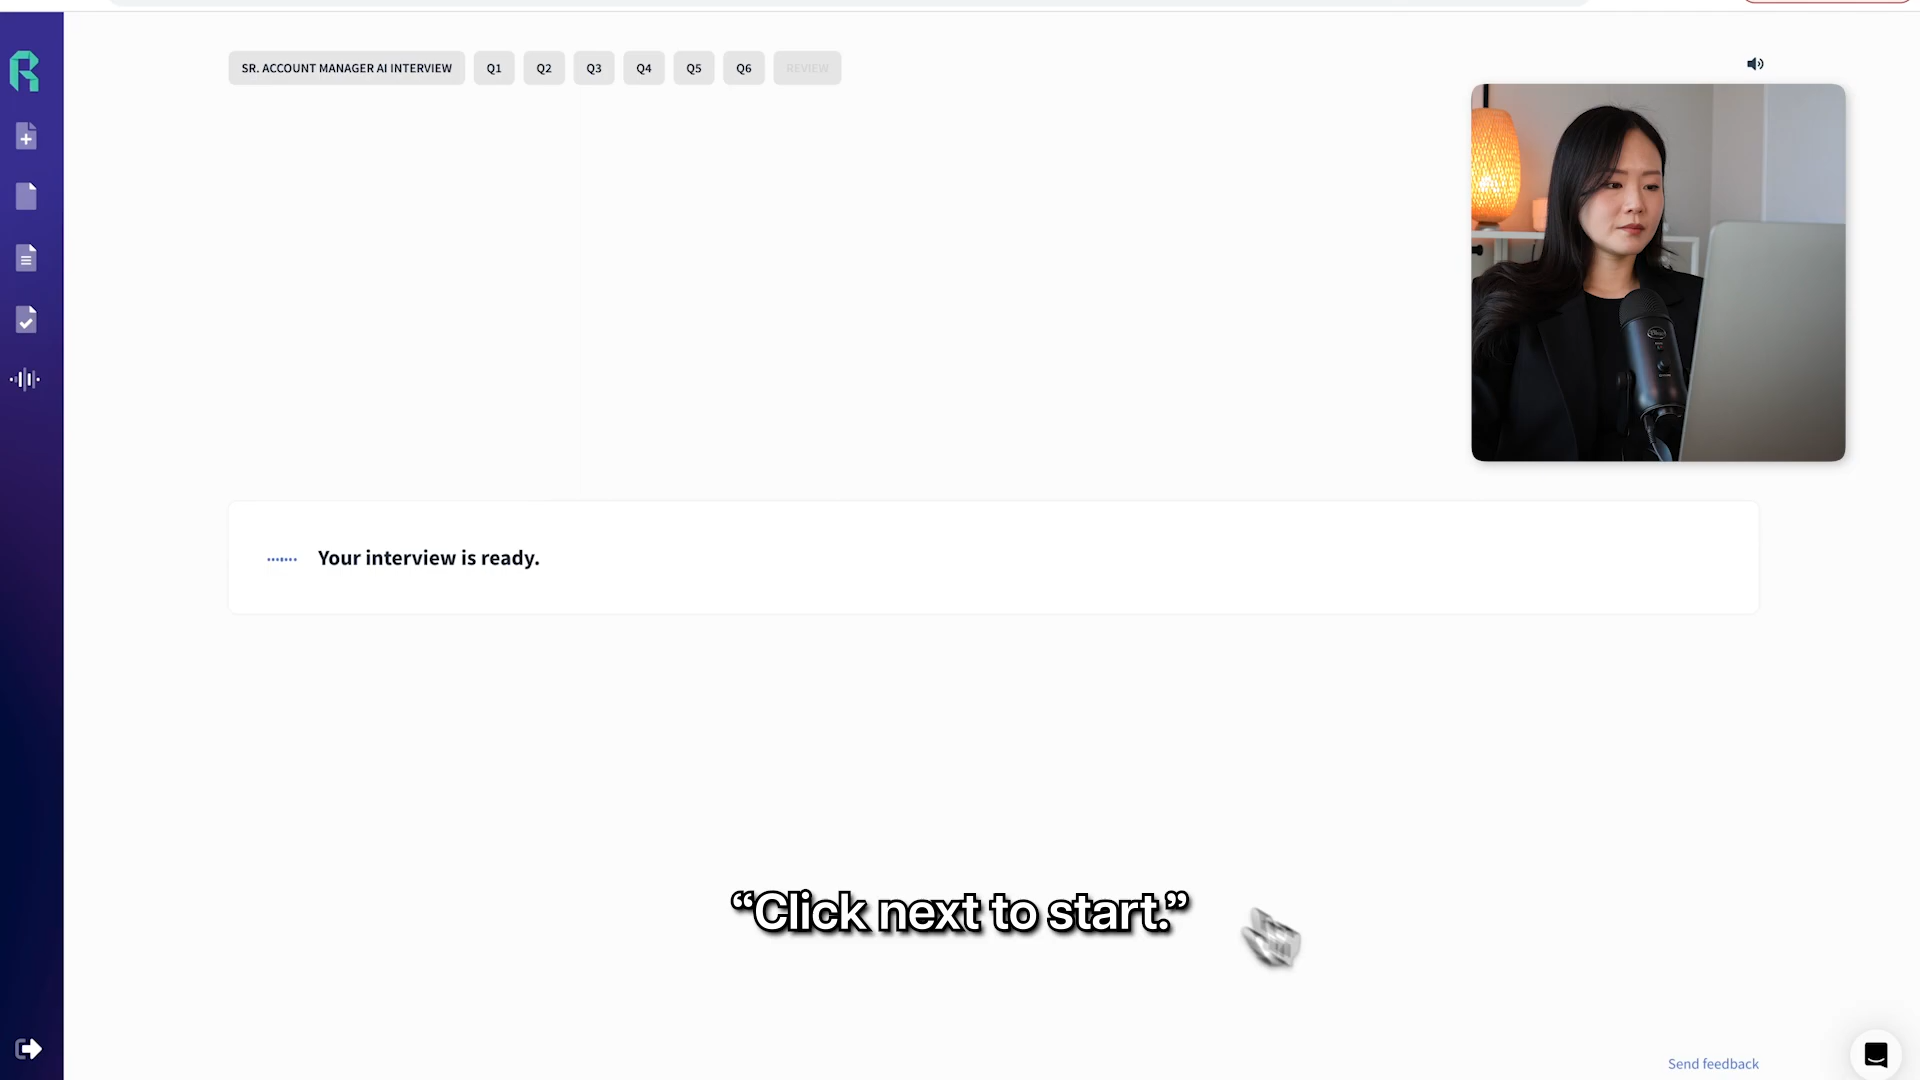 SR. ACCOUNT MANAGER AI INTERVIEW Q1 Q2 Q3 Q4 Q5 Q6 REVIEW
Your interview is ready.
“Click next to start.”
Send feedback